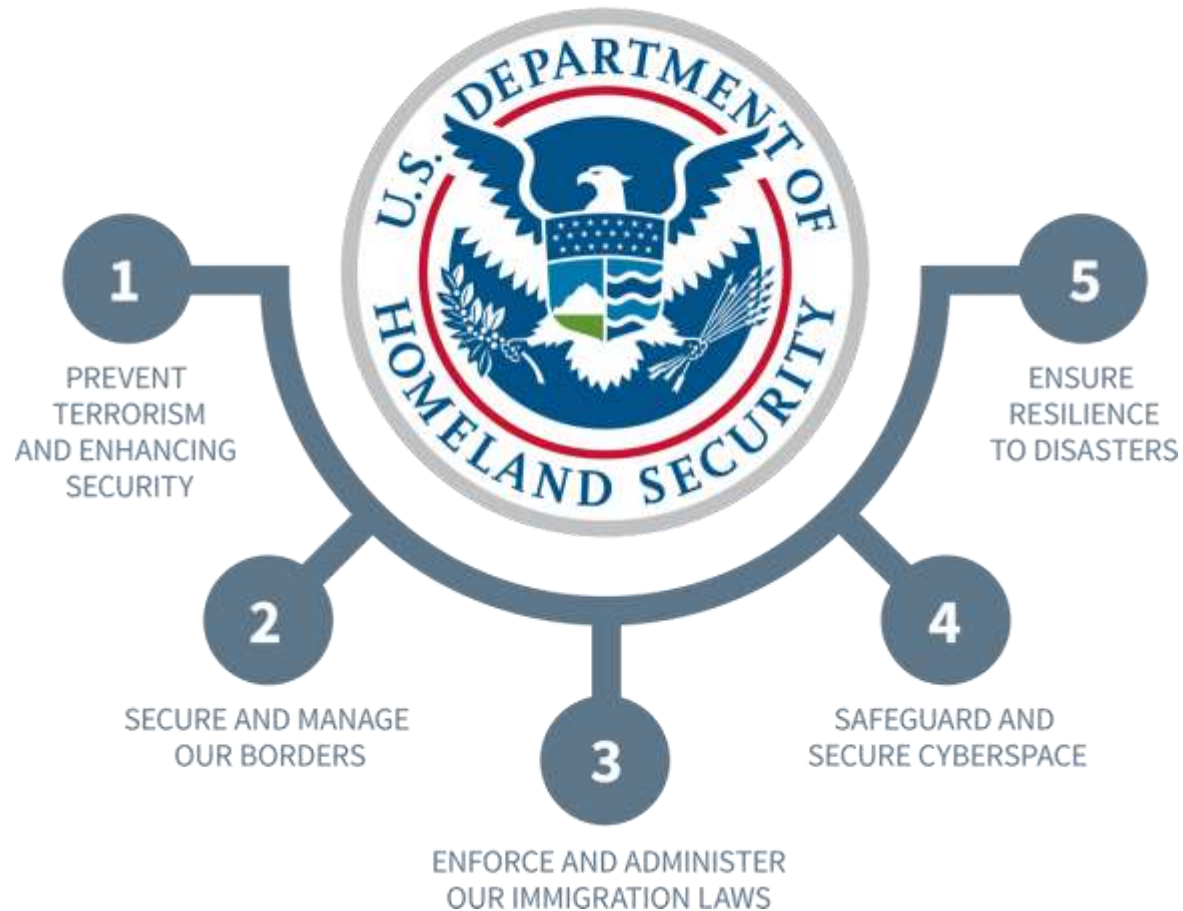 U.S. DEPARTMENT OF
HOMELAND SECURITY
1
PREVENT
TERRORISM
AND ENHANCING
SECURITY
2
SECURE AND MANAGE
OUR BORDERS
3
ENFORCE AND ADMINISTER
OUR IMMIGRATION LAWS
4
SAFEGUARD AND
SECURE CYBERSPACE
5
ENSURE
RESILIENCE
TO DISASTERS